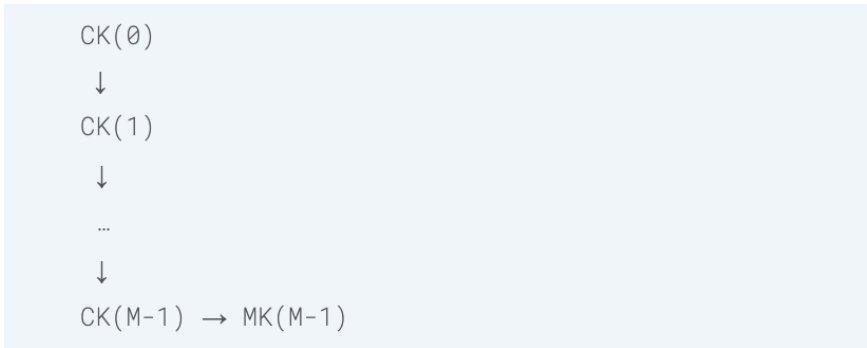 CK(0)
↓
CK(1)
↓
…
↓
CK(M-1) → MK(M-1)